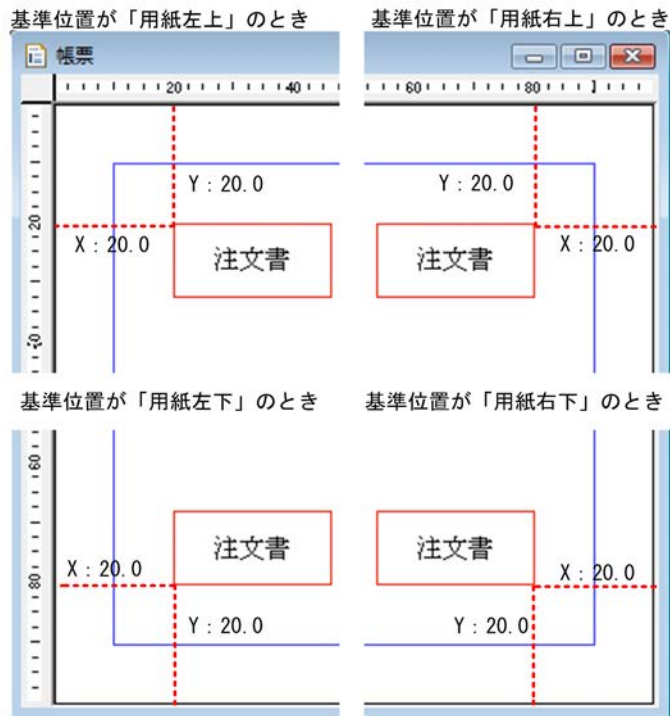 基準位置が「用紙左上」のとき
基準位置が「用紙右上」のとき
帳票
20 40 60 80
20
40
Y：20.0
Y：20.0
X：20.0
X：20.0
注文書
注文書
基準位置が「用紙左下」のとき
基準位置が「用紙右下」のとき
60
80
注文書
注文書
X：20.0
X：20.0
Y：20.0
Y：20.0